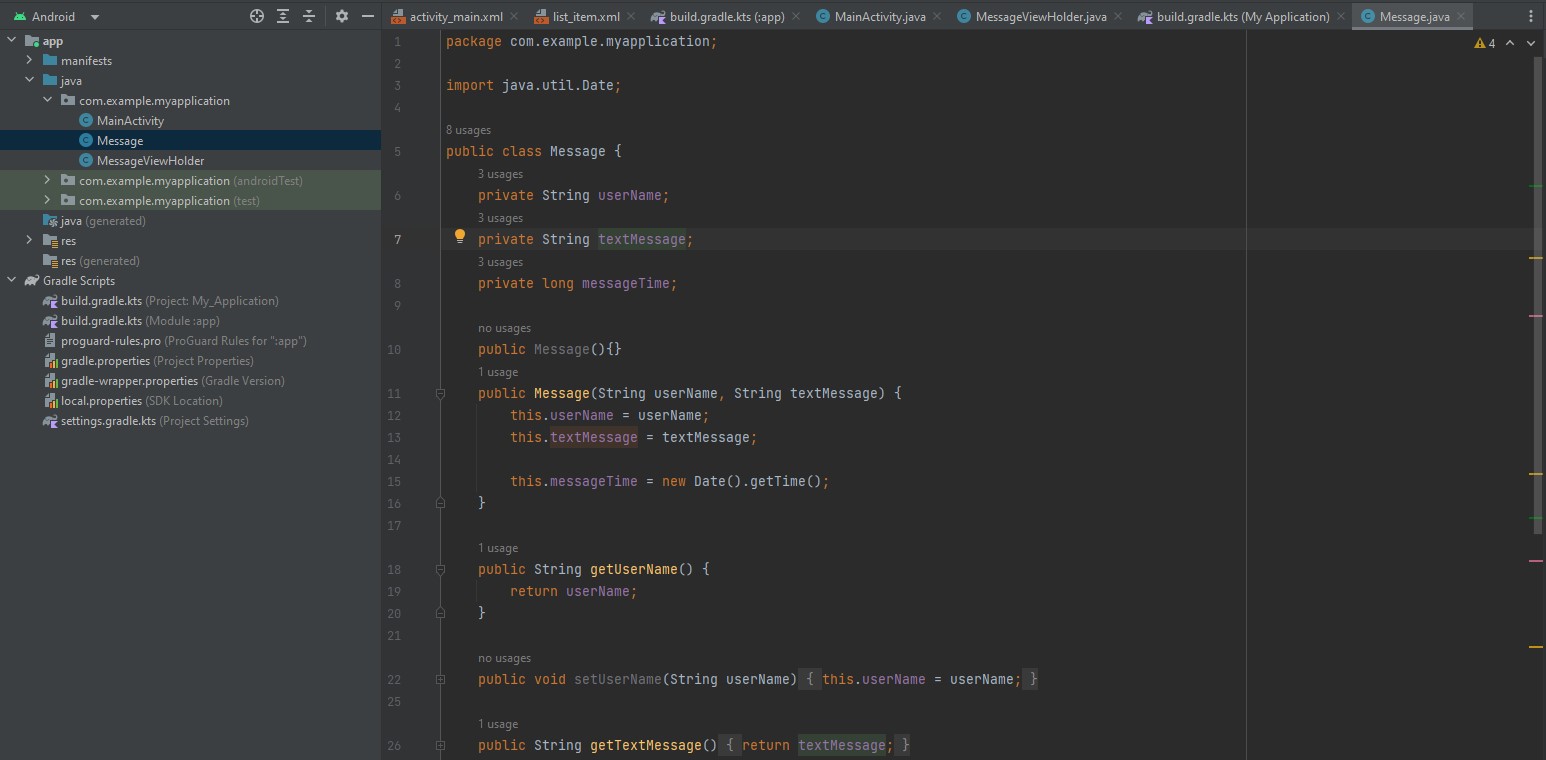 Android
activity_main.xml
list_item.xml
build.gradle.kts (:app)
MainActivity.java
MessageViewHolder.java
build.gradle.kts (My Application)
Message.java
app
manifests
java
com.example.myapplication
MainActivity
Message
MessageViewHolder
com.example.myapplication (androidTest)
com.example.myapplication (test)
java (generated)
res
res (generated)
Gradle Scripts
build.gradle.kts (Project: My_Application)
build.gradle.kts (Module :app)
proguard-rules.pro (ProGuard Rules for ":app")
gradle.properties (Project Properties)
gradle-wrapper.properties (Gradle Version)
local.properties (SDK Location)
settings.gradle.kts (Project Settings)
4
1 package com.example.myapplication;
2
3 import java.util.Date;
4
8 usages
5 public class Message {
3 usages
6 private String userName;
3 usages
7 private String textMessage;
3 usages
8 private long messageTime;
9
no usages
10 public Message(){}
1 usage
11 public Message(String userName, String textMessage) {
12 this.userName = userName;
13 this.textMessage = textMessage;
14
15 this.messageTime = new Date().getTime();
16 }
17
1 usage
18 public String getUserName() {
19 return userName;
20 }
21
no usages
22 public void setUserName(String userName) { this.userName = userName; }
25
1 usage
26 public String getTextMessage() { return textMessage; }